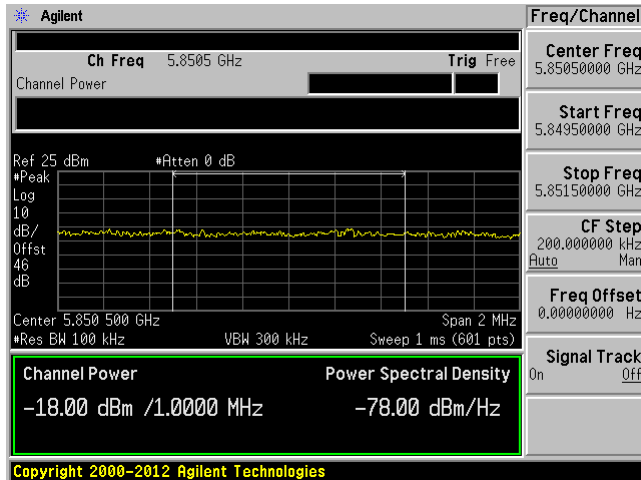 Agilent
Freq/Channel
Ch Freq 5.8505 GHz Trig Free
Channel Power
Center Freq
5.85050000 GHz
Start Freq
5.84950000 GHz
Stop Freq
5.85150000 GHz
CF Step
200.000000 kHz
Auto Man
Freq Offset
0.00000000 Hz
Signal Track
On Off
Ref 25 dBm #Atten 0 dB
#Peak
Log
10
dB/
Offst
46
dB
Center 5.850 500 GHz Span 2 MHz
#Res BW 100 kHz VBW 300 kHz Sweep 1 ms (601 pts)
Channel Power Power Spectral Density
-18.00 dBm /1.0000 MHz -78.00 dBm/Hz
Copyright 2000-2012 Agilent Technologies